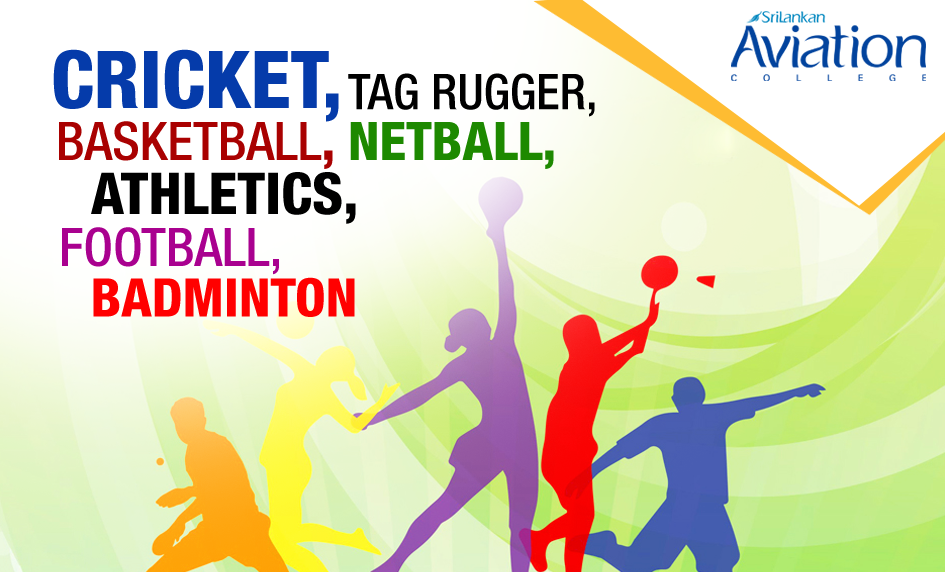 SriLankan
Aviation
COLLEGE
CRICKET, TAG RUGGER,
BASKETBALL, NETBALL,
ATHLETICS,
FOOTBALL,
BADMINTON